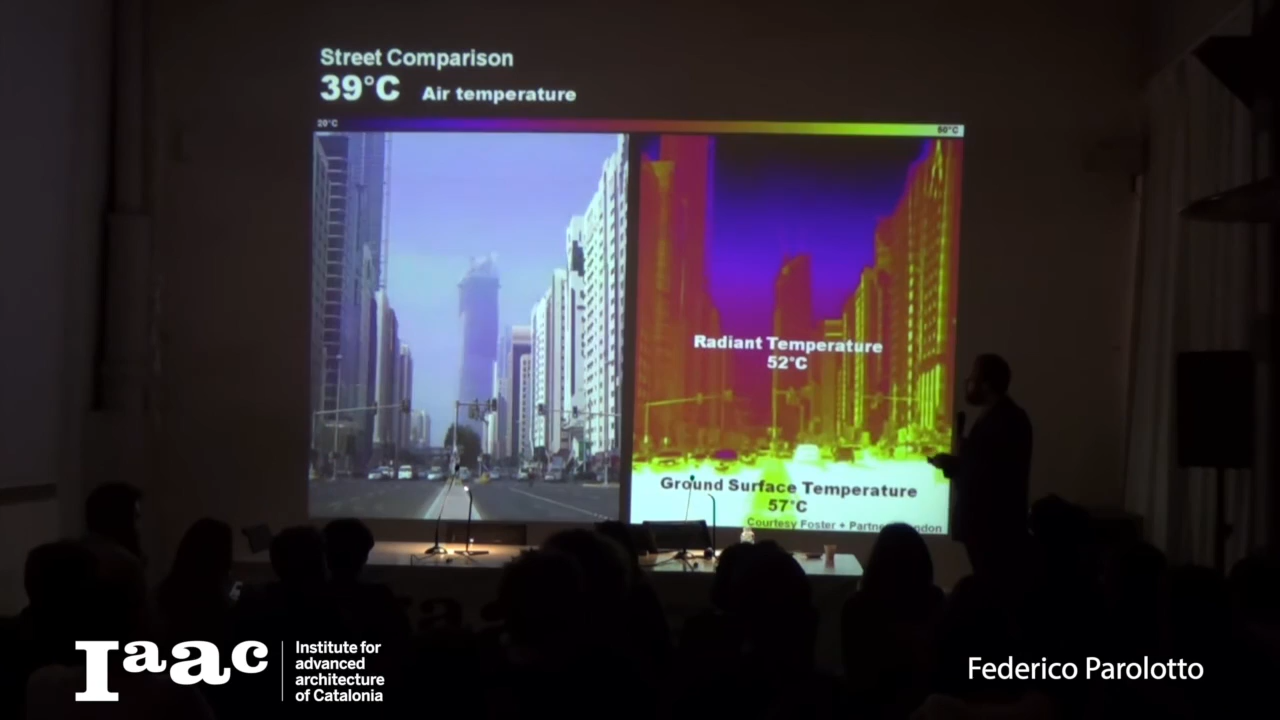 Street Comparison
39°C Air temperature
20°C
60°C
Radiant Temperature
52°C
Ground Surface Temperature
57°C
Courtesy Foster + London
Iaac
Institute for
advanced
architecture
of Catalonia
Federico Parolotto